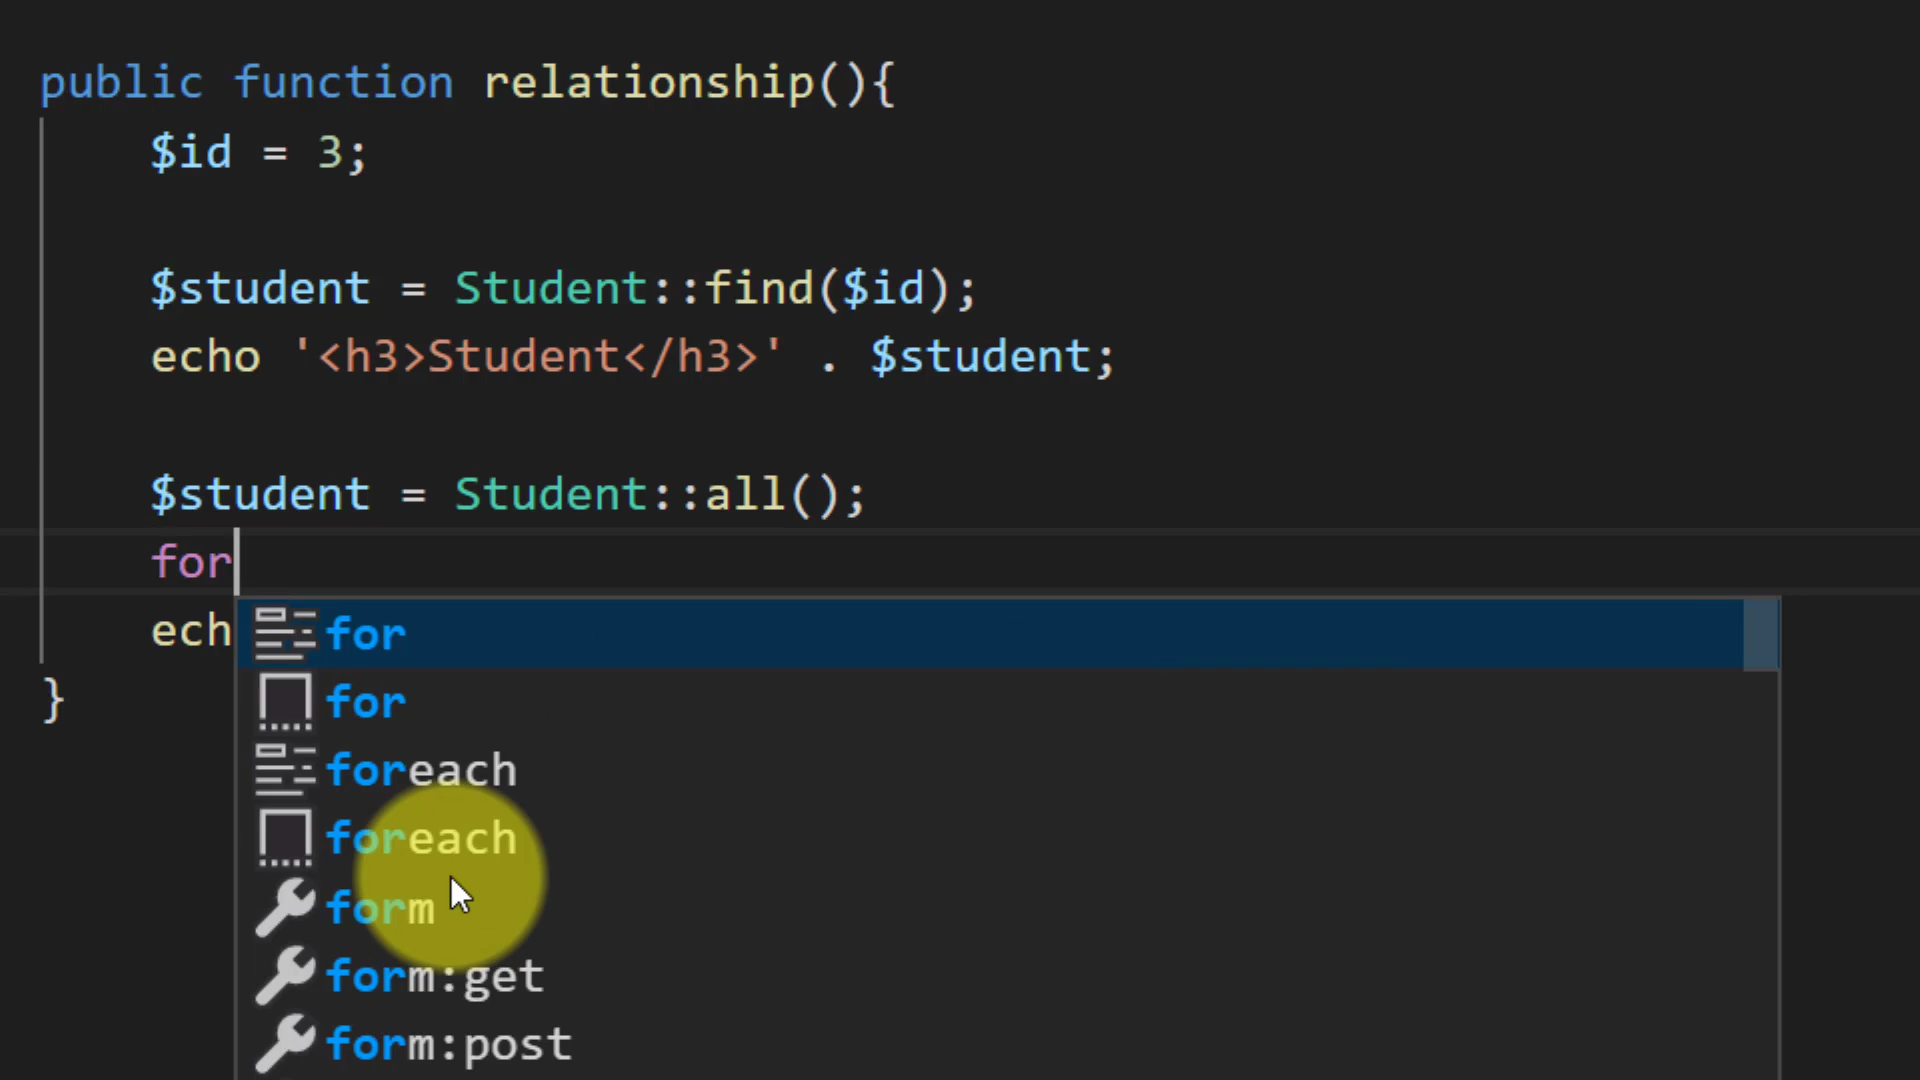 public function relationship(){
$id = 3;
$student = Student::find($id);
echo '<h3>Student</h3>' . $student;
$student = Student::all();
for
ech
for
for
foreach
foreach
form
form:get
form:post
}